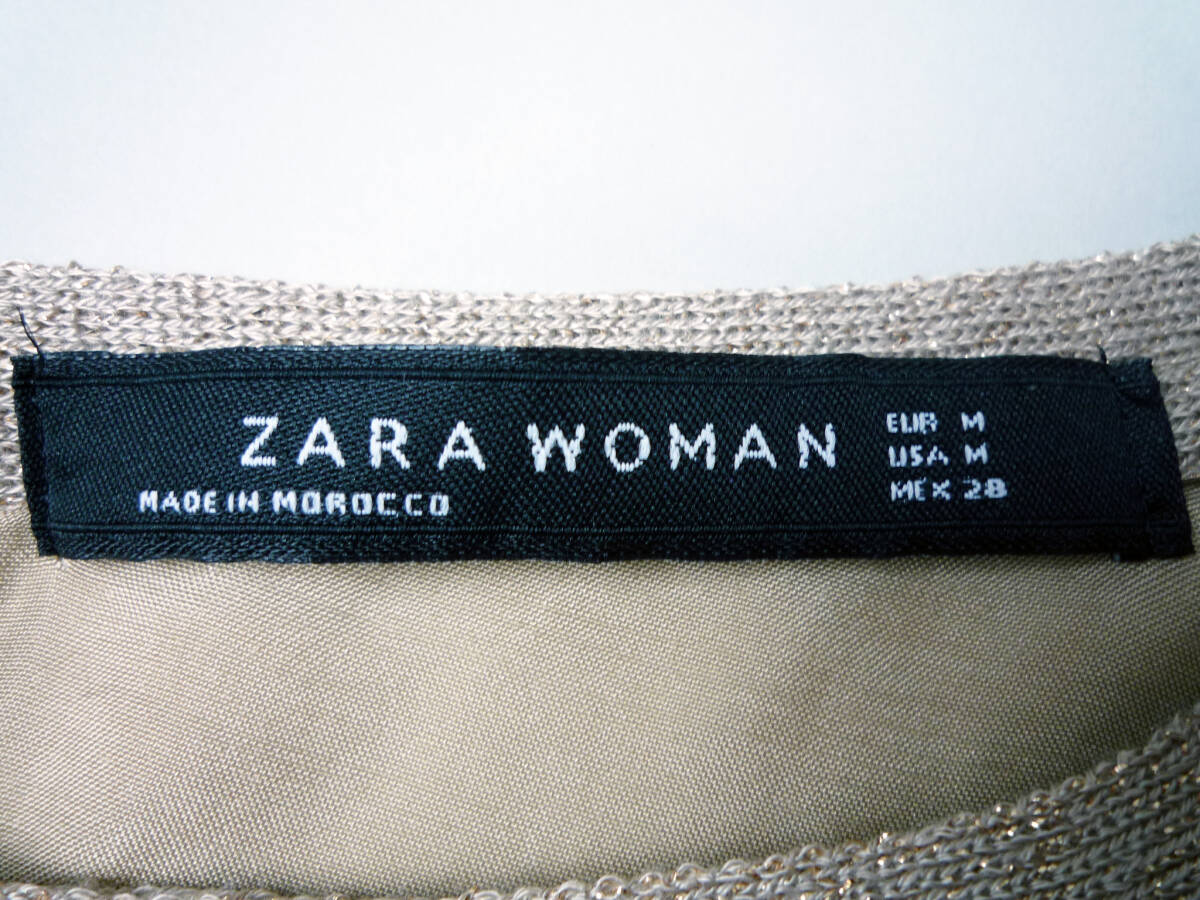 ZARA WOMAN
MADE IN MOROCCO
EUR M
USA M
MEX 28